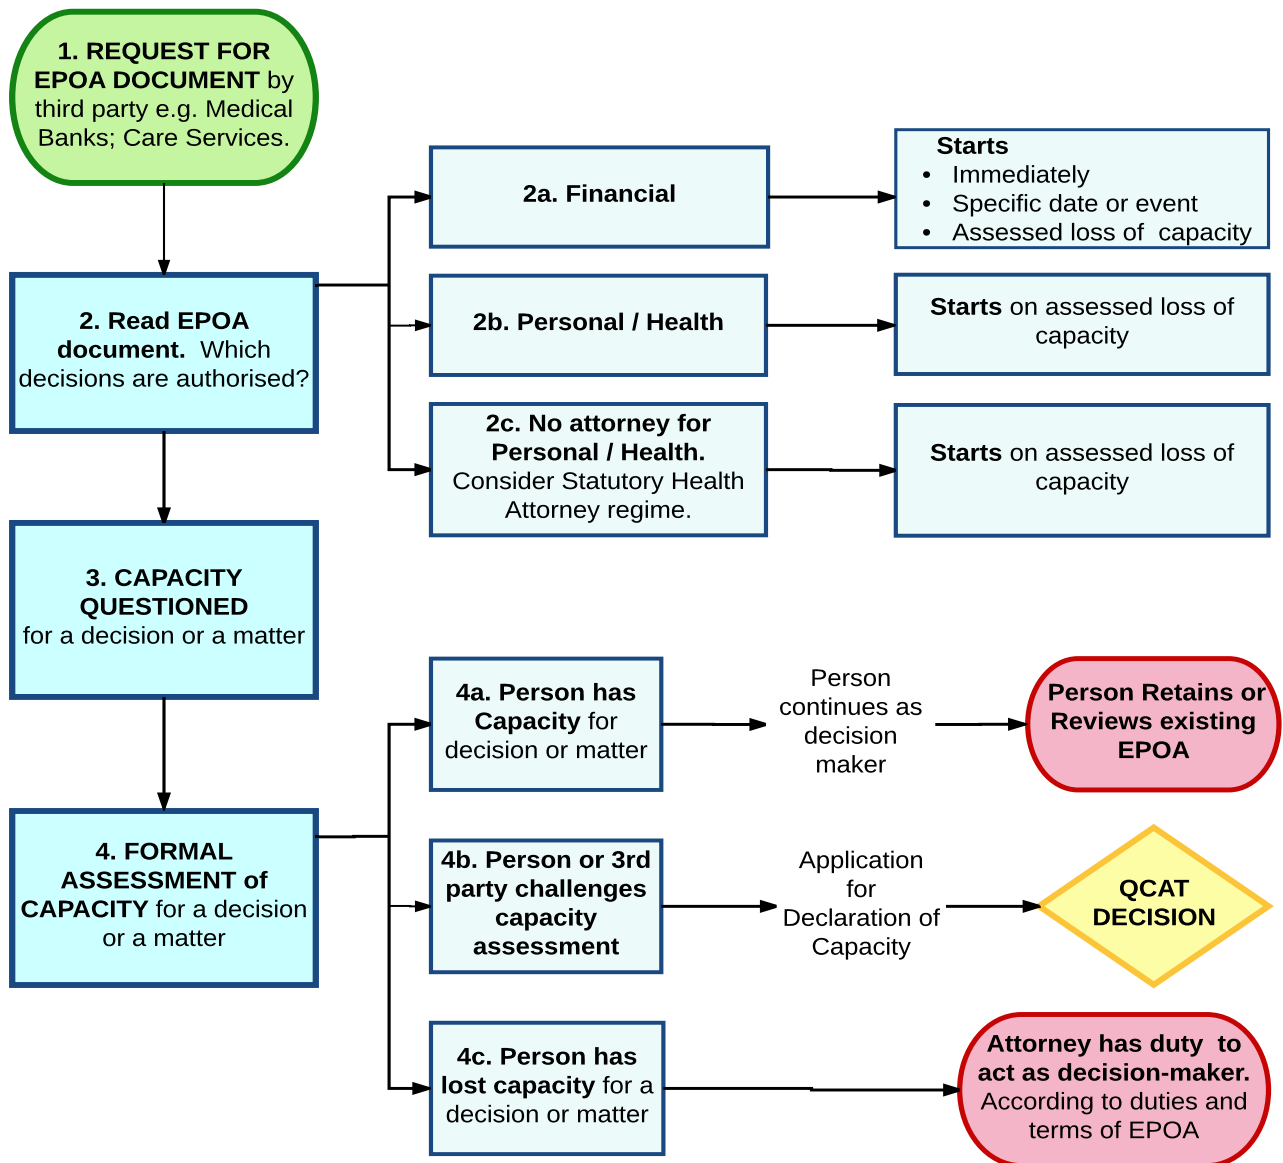 1. REQUEST FOR
EPOA DOCUMENT by
third party e.g. Medical
Banks; Care Services.
2. Read EPOA
document.  Which
decisions are authorised?
2a. Financial
Starts
• Immediately
• Specific date or event
• Assessed loss of  capacity
2b. Personal / Health
Starts on assessed loss of
capacity
2c. No attorney for
Personal / Health.
Consider Statutory Health
Attorney regime.
Starts on assessed loss of
capacity
3. CAPACITY
QUESTIONED
for a decision or a matter
4. FORMAL
ASSESSMENT of
CAPACITY for a decision
or a matter
4a. Person has
Capacity for
decision or matter
Person
continues as
decision
maker
Person Retains or
Reviews existing
EPOA
4b. Person or 3rd
party challenges
capacity
assessment
Application
for
Declaration of
Capacity
QCAT
DECISION
4c. Person has
lost capacity for a
decision or matter
Attorney has duty  to
act as decision-maker.
According to duties and
terms of EPOA